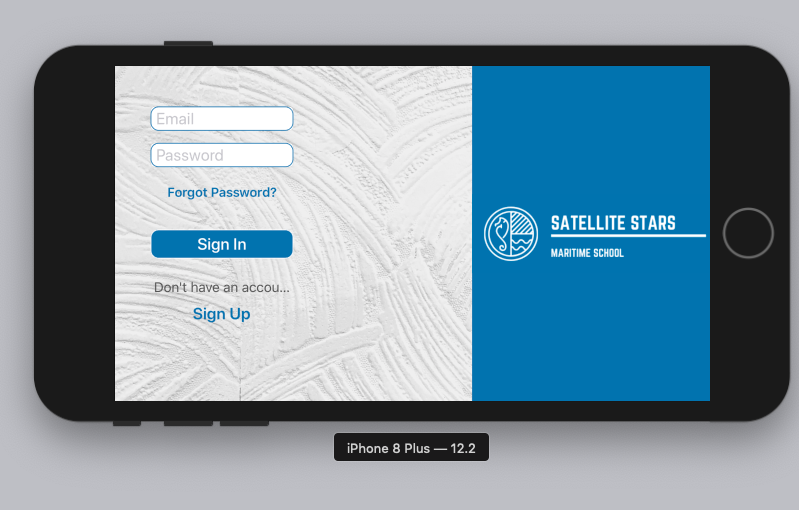 Email
Password
Forgot Password?
Sign In
Don't have an accou...
Sign Up
SATELLITE STARS
MARITIME SCHOOL
iPhone 8 Plus — 12.2